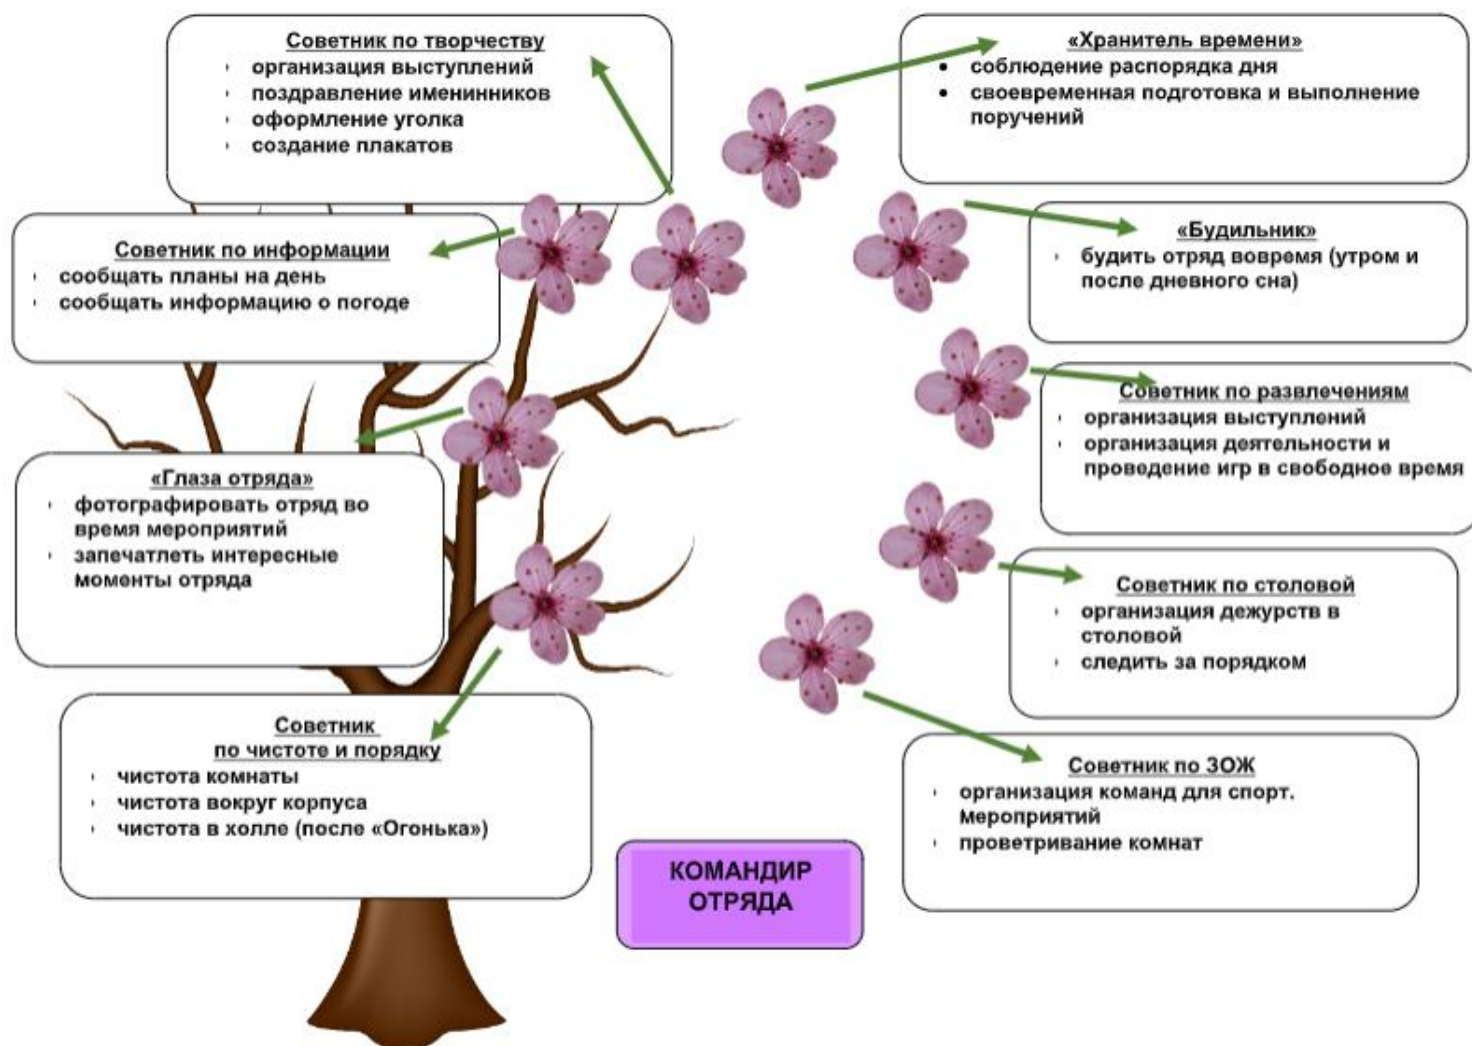 Советник по творчеству
организация выступлений
поздравление именинников
оформление уголка
создание плакатов
Советник по информации
сообщать планы на день
сообщать информацию о погоде
«Глаза отряда»
фотографировать отряд во
время мероприятий
запечатлеть интересные
моменты отряда
Советник
по чистоте и порядку
чистота комнаты
чистота вокруг корпуса
чистота в холле (после «Огонька»)
«Хранитель времени»
соблюдение распорядка дня
своевременная подготовка и выполнение
поручений
«Будильник»
будить отряд вовремя (утром и
после дневного сна)
Советник по развлечениям
организация выступлений
организация деятельности и
проведение игр в свободное время
Советник по столовой
организация дежурств в
столовой
следить за порядком
Советник по ЗОЖ
организация команд для спорт.
мероприятий
проветривание комнат
КОМАНДИР
ОТРЯДА